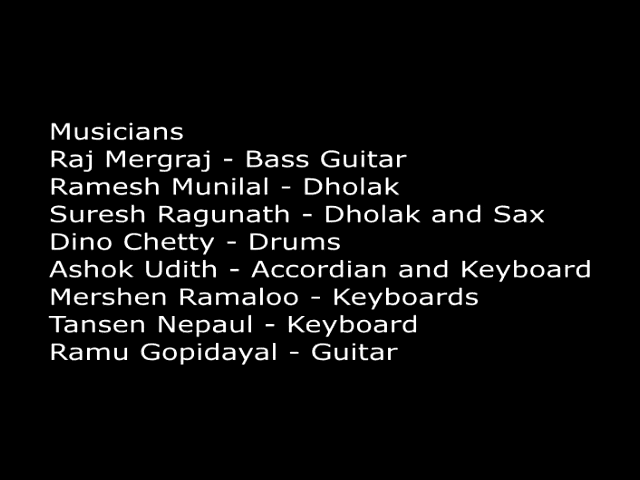 Musicians
Raj Mergraj - Bass Guitar
Ramesh Munilal - Dholak
Suresh Ragunath - Dholak and Sax
Dino Chetty - Drums
Ashok Udith - Accordian and Keyboard
Mershen Ramaloo - Keyboards
Tansen Nepaul - Keyboard
Ramu Gopidayal - Guitar